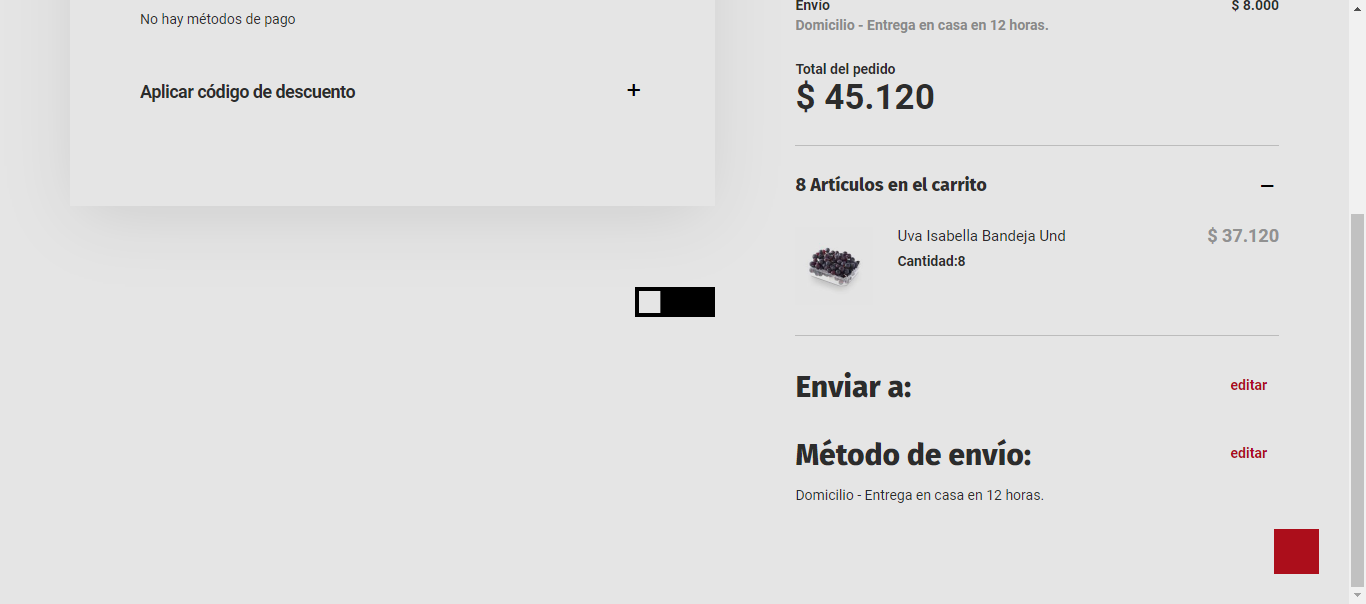 No hay métodos de pago
Aplicar código de descuento +
Envío $ 8.000
Domicilio - Entrega en casa en 12 horas.
Total del pedido
$ 45.120
8 Artículos en el carrito
Uva Isabella Bandeja Und $ 37.120
Cantidad:8
Enviar a: editar
Método de envío: editar
Domicilio - Entrega en casa en 12 horas.